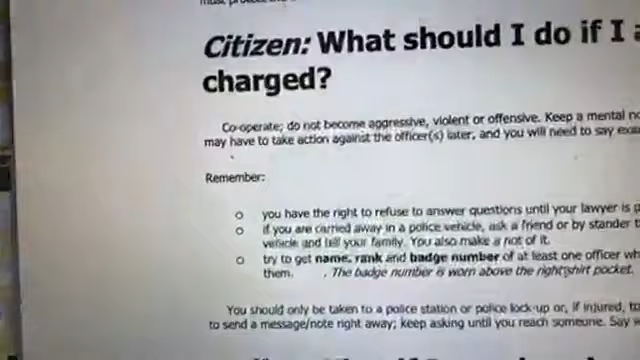 Citizen: What should I do if I
charged?
Co-operate; do not become aggressive, violent or offensive. Keep a mental
may have to take action against the officer(s) later, and you will need to say
Remember:
o you have the right to refuse to answer questions until your lawyer is
o if you are carried away in a police vehicle, ask a friend or by stander
vehicle and tell your family. You also make a not of it.
o try to get name, rank and badge number of at least one officer
them. . The badge number is worn above the right shirt pocket.
You should only be taken to a police station or police lock-up or, if injured,
to send a message/note right away; keep asking until you reach someone. Say